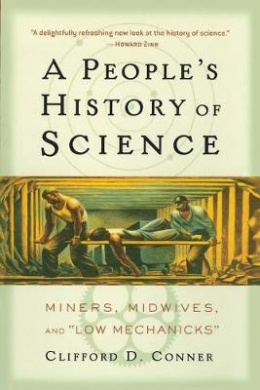 "A delightfully refreshing new look at the history of science."
—Howard Zinn
A People's
History of
Science
Miners, Midwives,
and "Low Mechanicks"
Clifford D. Conner